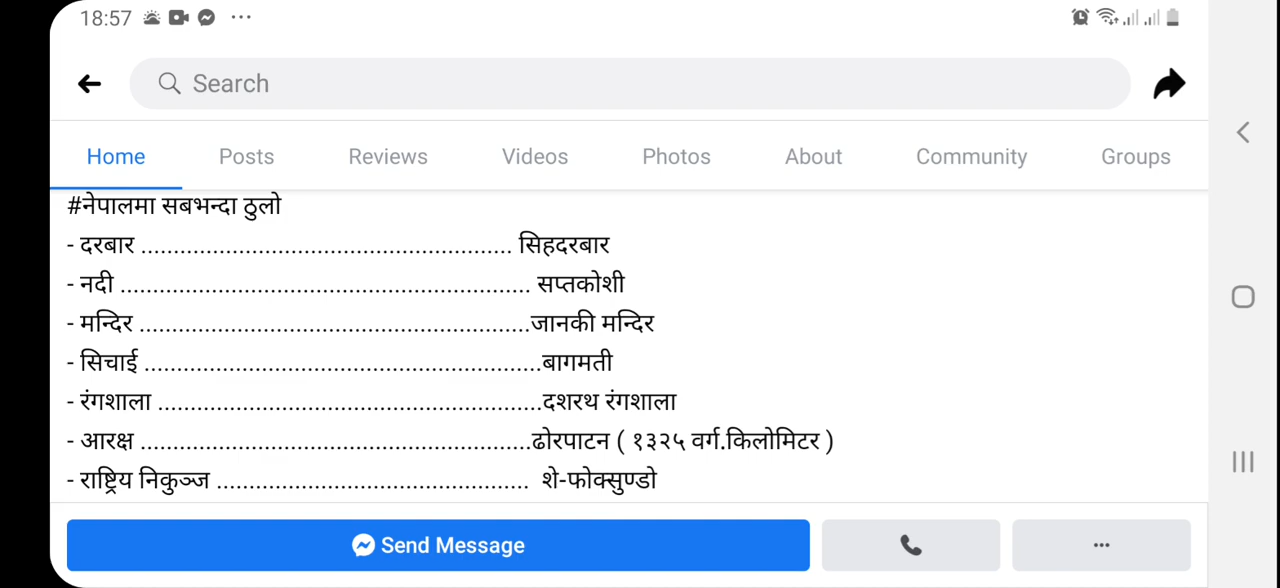 18:57
Search
Home Posts Reviews Videos Photos About Community Groups
#नेपालमा सबभन्दा ठुलो
- दरबार ........................................................ सिहदरबार
- नदी .............................................................. सप्तकोशी
- मन्दिर ...........................................................जानकी मन्दिर
- सिचाई ............................................................बागमती
- रंगशाला ..........................................................दशरथ रंगशाला
- आरक्ष ...........................................................ढोरपाटन ( १३२५ वर्ग.किलोमिटर )
- राष्ट्रिय निकुञ्ज ............................................... शे-फोक्सुण्डो
Send Message